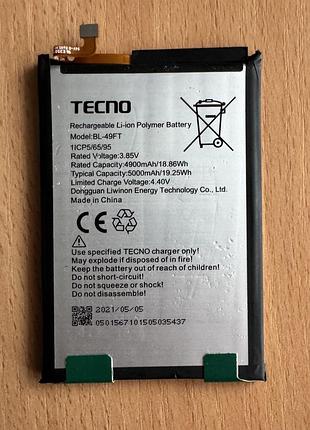 TECNO
Rechargeable Li-ion Polymer Battery
Model:BL-49FT
1ICP5/65/95
Voltage: 3.85V
Rated Capacity:4900mAh/18.86Wh
Typical Capacity:5000mAh/19.25Wh
Limited Charge Voltage:4.40V
Dongguan Liwinon Energy Technology Co., Ltd.
Made in China
CE
Use specified TECNO charger only!
May explode if disposed of in fire!
Keep the battery out of reach of children!
Do not short-circuit!
Do not squeeze or shock!
Do not disassemble!
2021/05/05
0501567101505035437